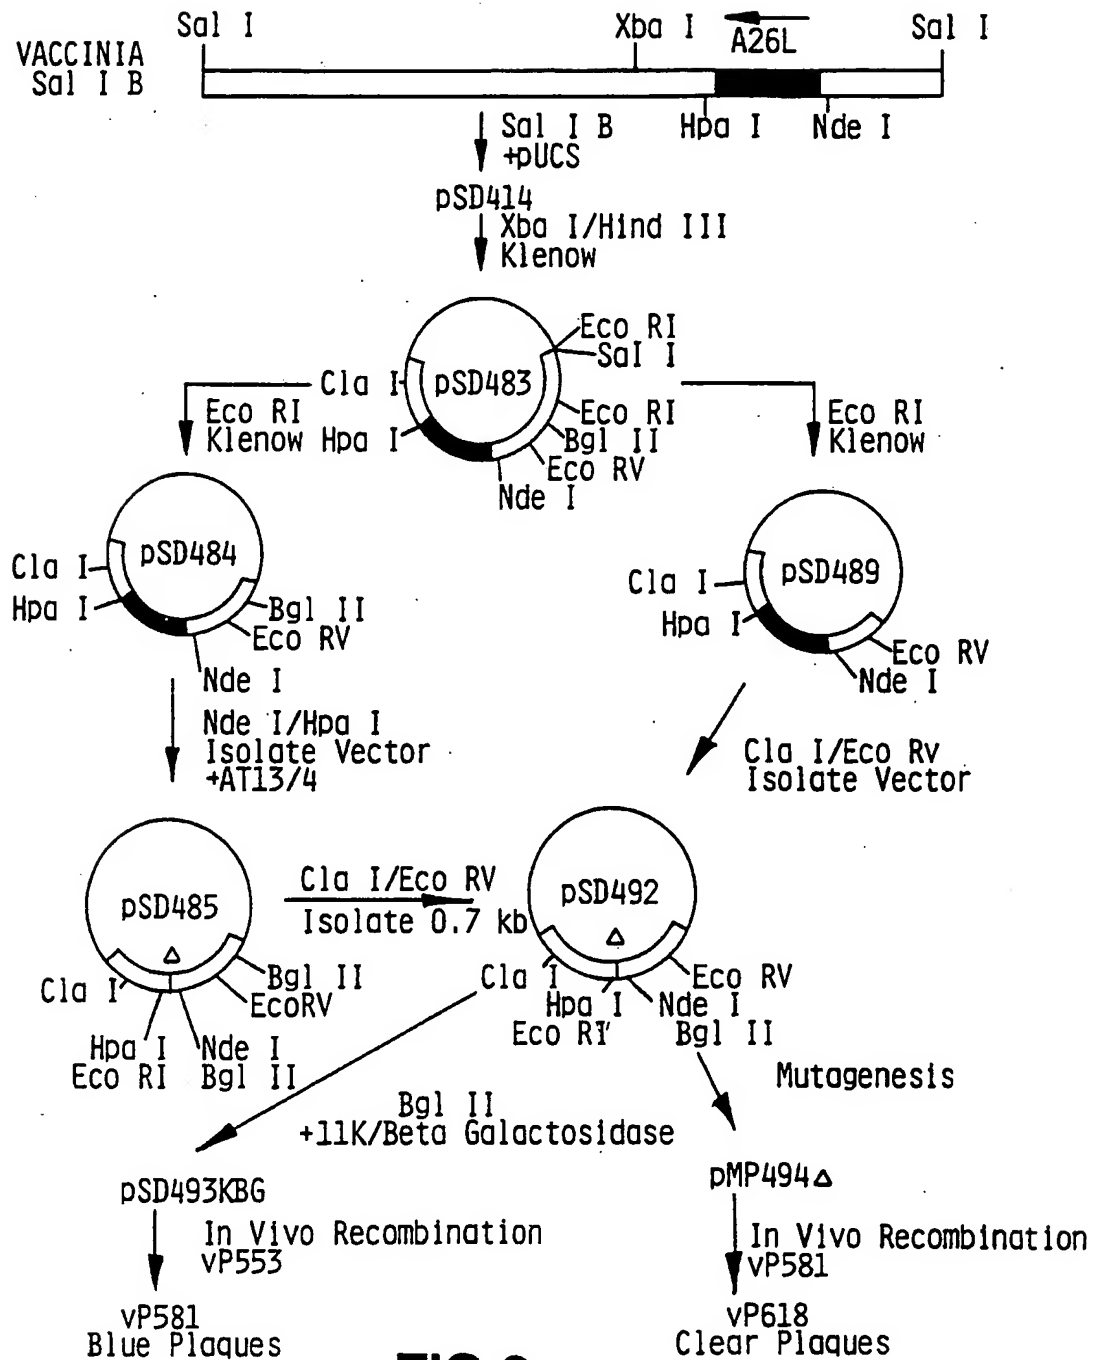 Sal I
Xba I
A26L
Sal I
VACCINIA
Sal I B
Hpa I
Nde I
Sal I B
+pUCS
pSD414
Xba I/Hind III
Klenow
Eco RI
Sal I
Cla I
pSD483
Eco RI
Klenow
Hpa I
Eco RI
Bgl II
Eco RV
Nde I
Eco RI
Klenow
pSD484
Cla I
Hpa I
Bgl II
Eco RV
Nde I
pSD489
Cla I
Hpa I
Eco RV
Nde I
Nde I/Hpa I
Isolate Vector
+AT13/4
Cla I/Eco Rv
Isolate Vector
pSD485
Δ
Cla I
Bgl II
EcoRV
Hpa I
Nde I
Eco RI
Bgl II
Cla I/Eco RV
Isolate 0.7 kb
pSD492
Δ
Cla I
Eco RV
Hpa I
Nde I
Eco RI
Bgl II
Mutagenesis
Bgl II
+11K/Beta Galactosidase
pSD493KBG
pMP494Δ
In Vivo Recombination
vP553
In Vivo Recombination
vP581
vP581
Blue Plaques
vP618
Clear Plaques